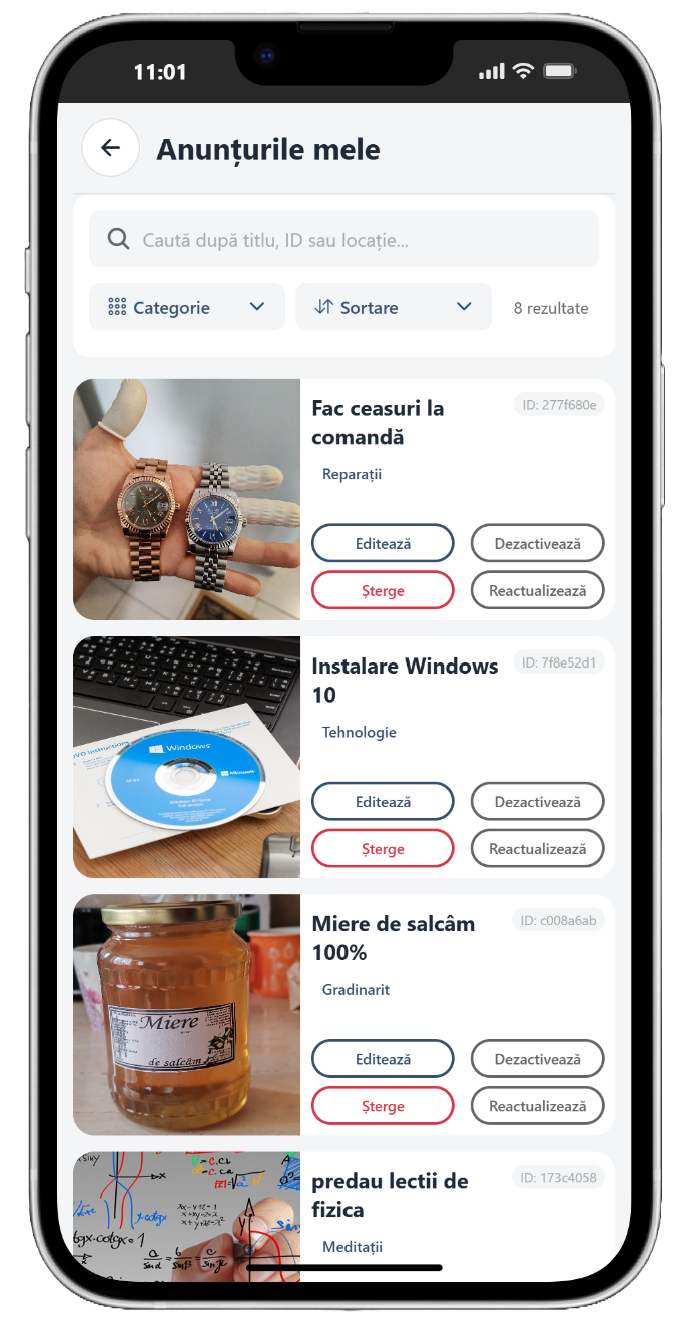 11:01
Anunțurile mele
Caută după titlu, ID sau locație...
Categorie
Sortare
8 rezultate
Fac ceasuri la
comandă
ID: 277f680e
Reparații
Editează
Dezactivează
Șterge
Reactualizează
Windows
Microsoft
Instalare Windows
10
ID: 7f8e52d1
Tehnologie
Editează
Dezactivează
Șterge
Reactualizează
Miere
de salcâm
Miere de salcâm
100%
ID: c008a6ab
Gradinarit
Editează
Dezactivează
Șterge
Reactualizează
predau lectii de
fizica
ID: 173c4058
Meditații